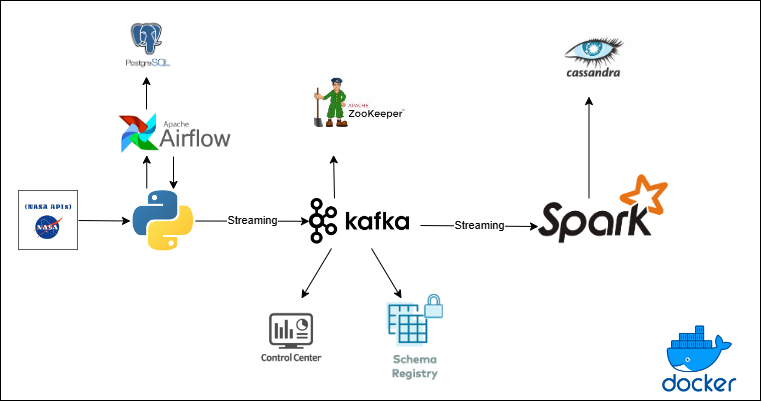 PostgreSQL
cassandra
APACHE
ZooKeeper
Apache
Airflow
{NASA APIs}
NASA
Streaming
kafka
Streaming
Spark
Control Center
Schema
Registry
docker